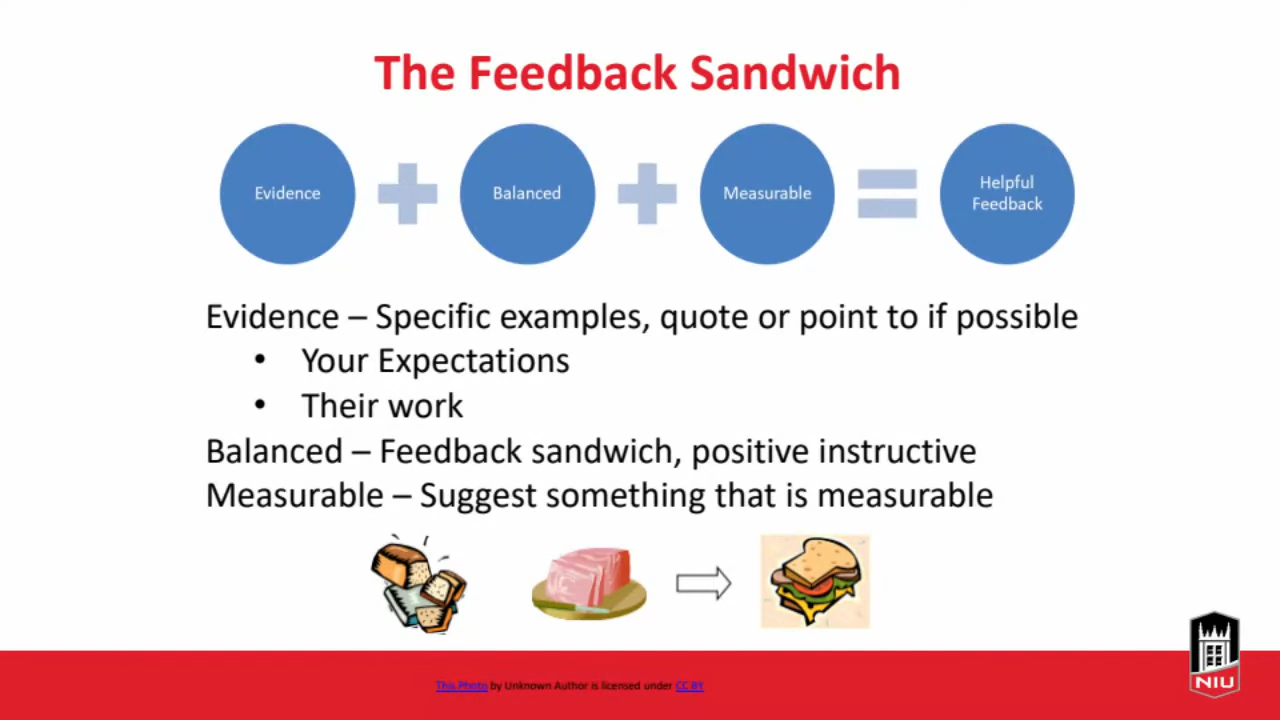 The Feedback Sandwich
Evidence
Balanced
Measurable
Helpful
Feedback
Evidence – Specific examples, quote or point to if possible
• Your Expectations
• Their work
Balanced – Feedback sandwich, positive instructive
Measurable – Suggest something that is measurable
This Photo by Unknown Author is licensed under CC BY
NIU